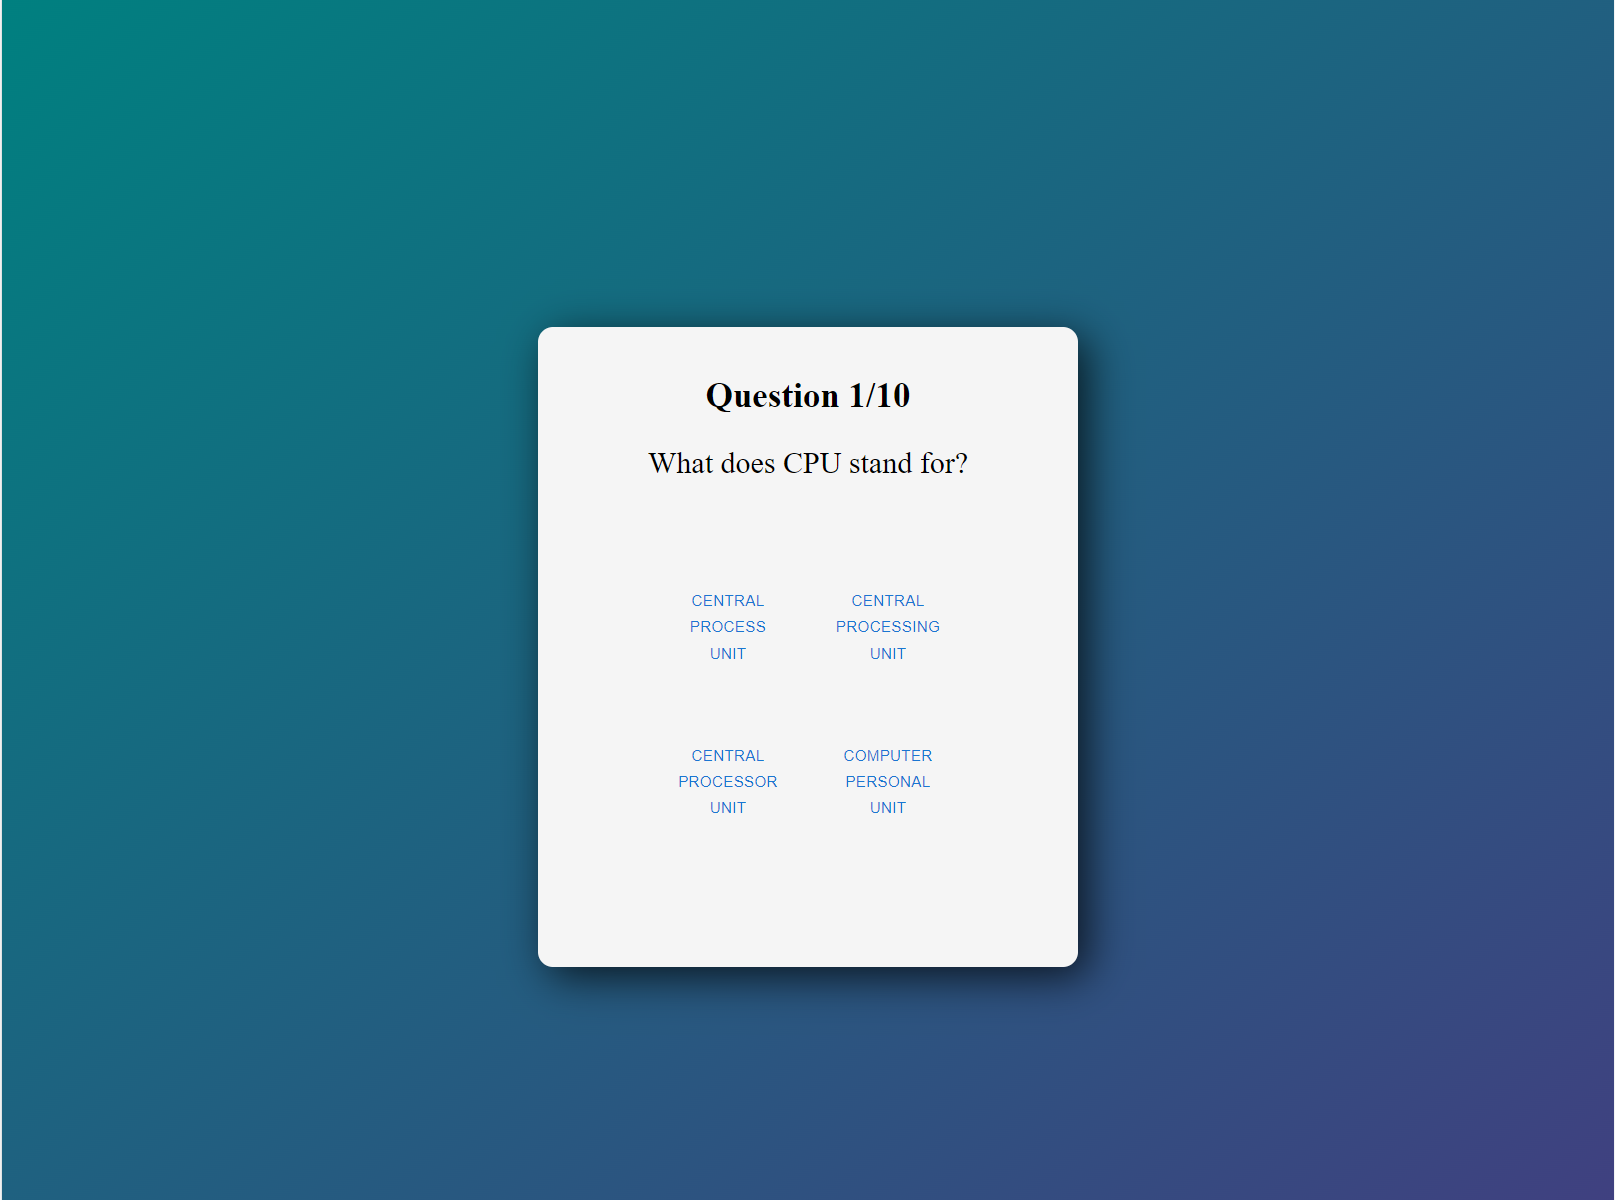 Question 1/10
What does CPU stand for?
CENTRAL
PROCESS
UNIT
CENTRAL
PROCESSING
UNIT
CENTRAL
PROCESSOR
UNIT
COMPUTER
PERSONAL
UNIT